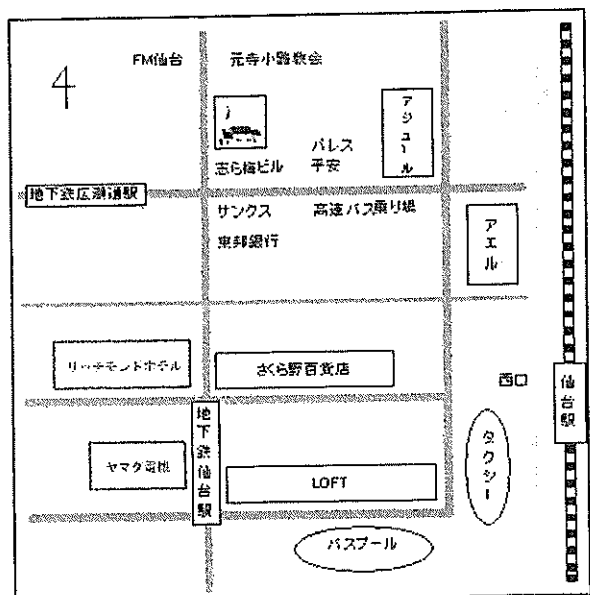 4
FM仙台
元寺小路教会
アジュール
パレス
平安
志ら梅ビル
地下鉄広瀬通駅
サンクス
高速バス乗り場
東邦銀行
アエル
リッチモンドホテル
さくら野百貨店
西口
仙台駅
地下鉄仙台駅
ヤマダ電機
LOFT
タクシー
バスプール